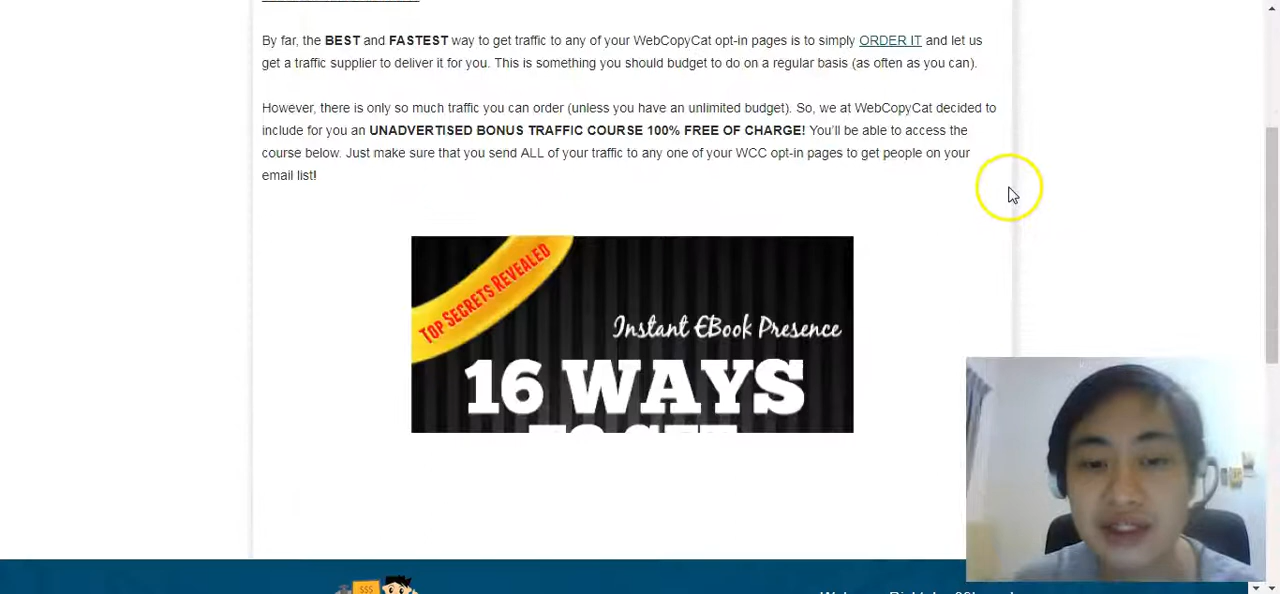 By far, the BEST and FASTEST way to get traffic to any of your WebCopyCat opt-in pages is to simply ORDER IT and let us
get a traffic supplier to deliver it for you. This is something you should budget to do on a regular basis (as often as you can).
However, there is only so much traffic you can order (unless you have an unlimited budget). So, we at WebCopyCat decided to
include for you an UNADVERTISED BONUS TRAFFIC COURSE 100% FREE OF CHARGE! You'll be able to access the
course below. Just make sure that you send ALL of your traffic to any one of your WCC opt-in pages to get people on your
email list!
TOP SECRETS REVEALED
Instant EBook Presence
16 WAYS
TO GET
$$$